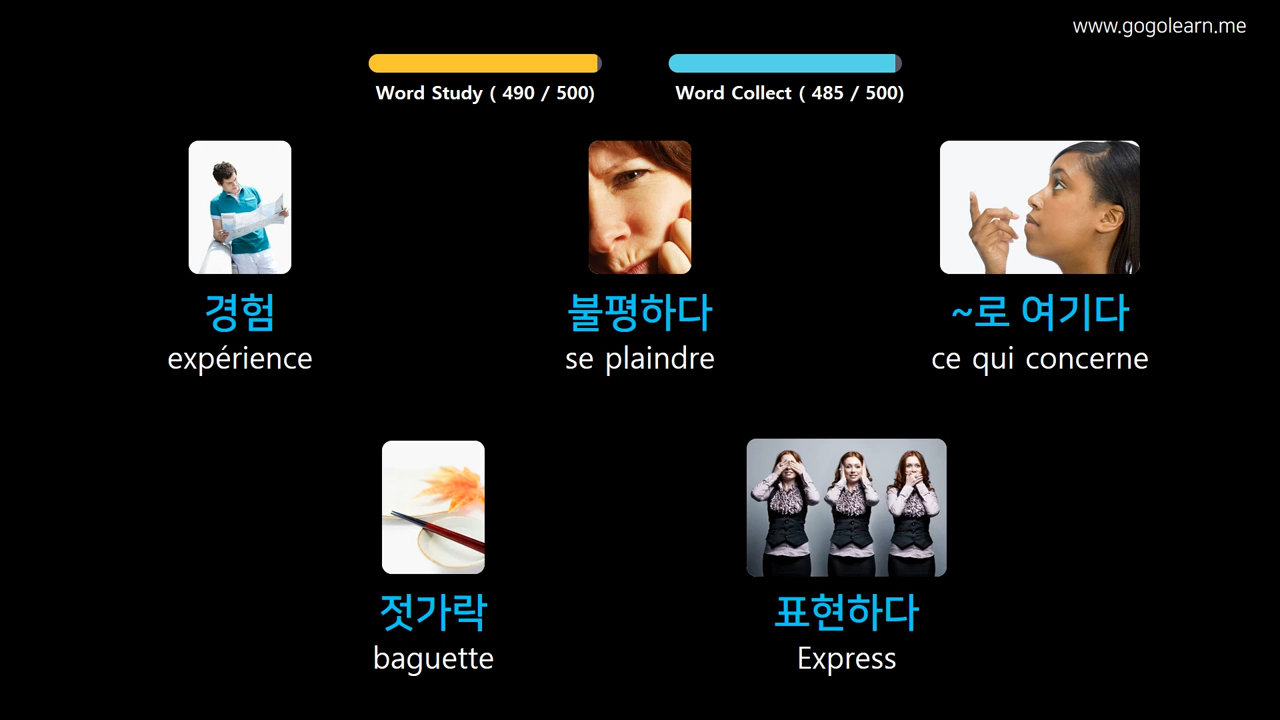 www.gogolearn.me
Word Study ( 490 / 500)
Word Collect ( 485 / 500)
경험
expérience
불평하다
se plaindre
~로 여기다
ce qui concerne
젓가락
baguette
표현하다
Express